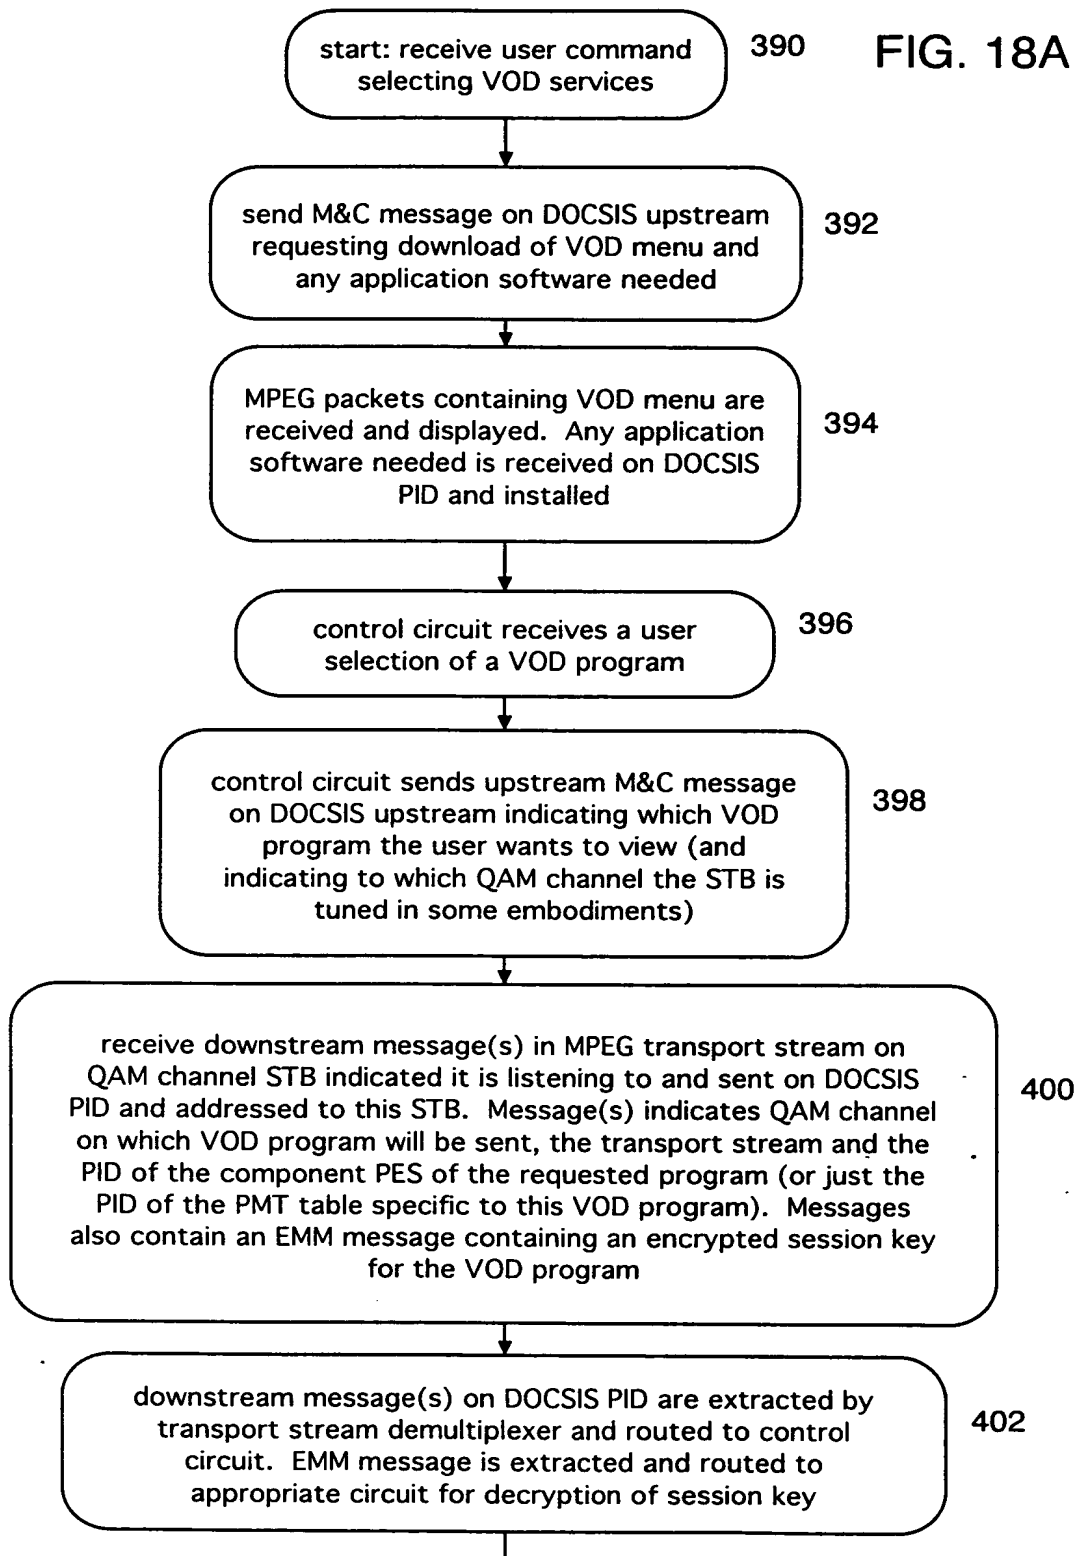 FIG. 18A
start: receive user command
selecting VOD services
390
send M&C message on DOCSIS upstream
requesting download of VOD menu and
any application software needed
392
MPEG packets containing VOD menu are
received and displayed. Any application
software needed is received on DOCSIS
PID and installed
394
control circuit receives a user
selection of a VOD program
396
control circuit sends upstream M&C message
on DOCSIS upstream indicating which VOD
program the user wants to view (and
indicating to which QAM channel the STB is
tuned in some embodiments)
398
receive downstream message(s) in MPEG transport stream on
QAM channel STB indicated it is listening to and sent on DOCSIS
PID and addressed to this STB. Message(s) indicates QAM channel
on which VOD program will be sent, the transport stream and the
PID of the component PES of the requested program (or just the
PID of the PMT table specific to this VOD program). Messages
also contain an EMM message containing an encrypted session key
for the VOD program
400
downstream message(s) on DOCSIS PID are extracted by
transport stream demultiplexer and routed to control
circuit. EMM message is extracted and routed to
appropriate circuit for decryption of session key
402